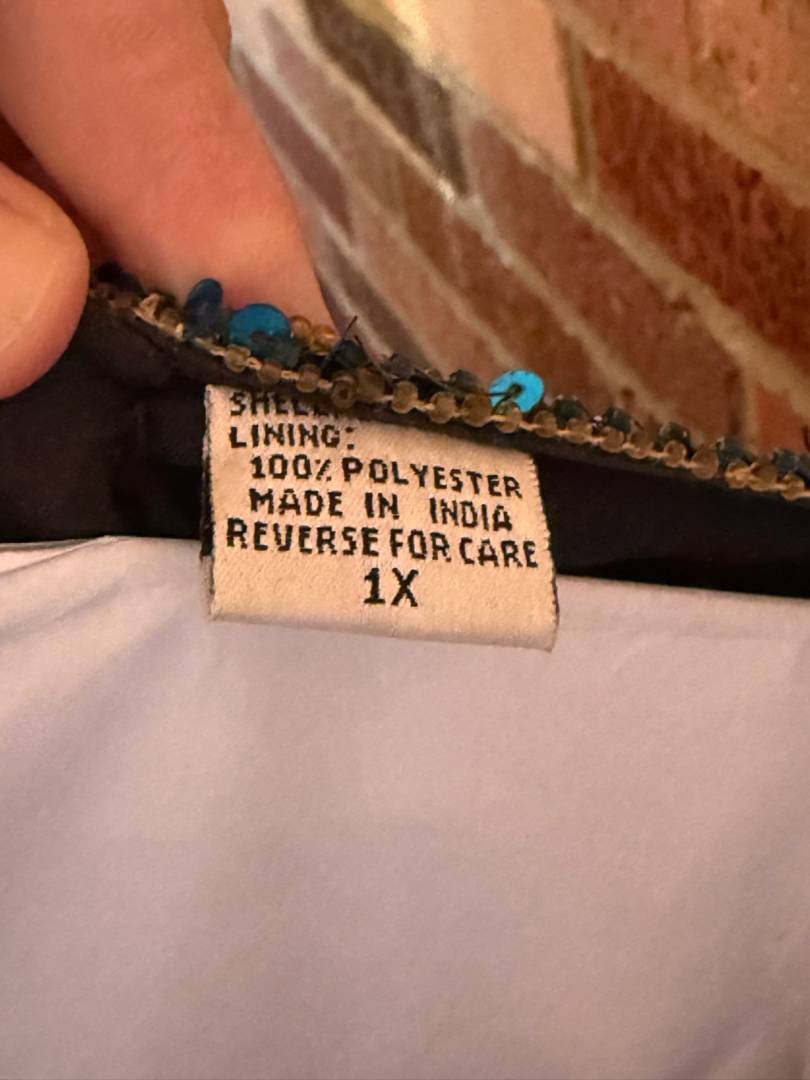 LINING:
100% POLYESTER
MADE IN INDIA
REVERSE FOR CARE
1X